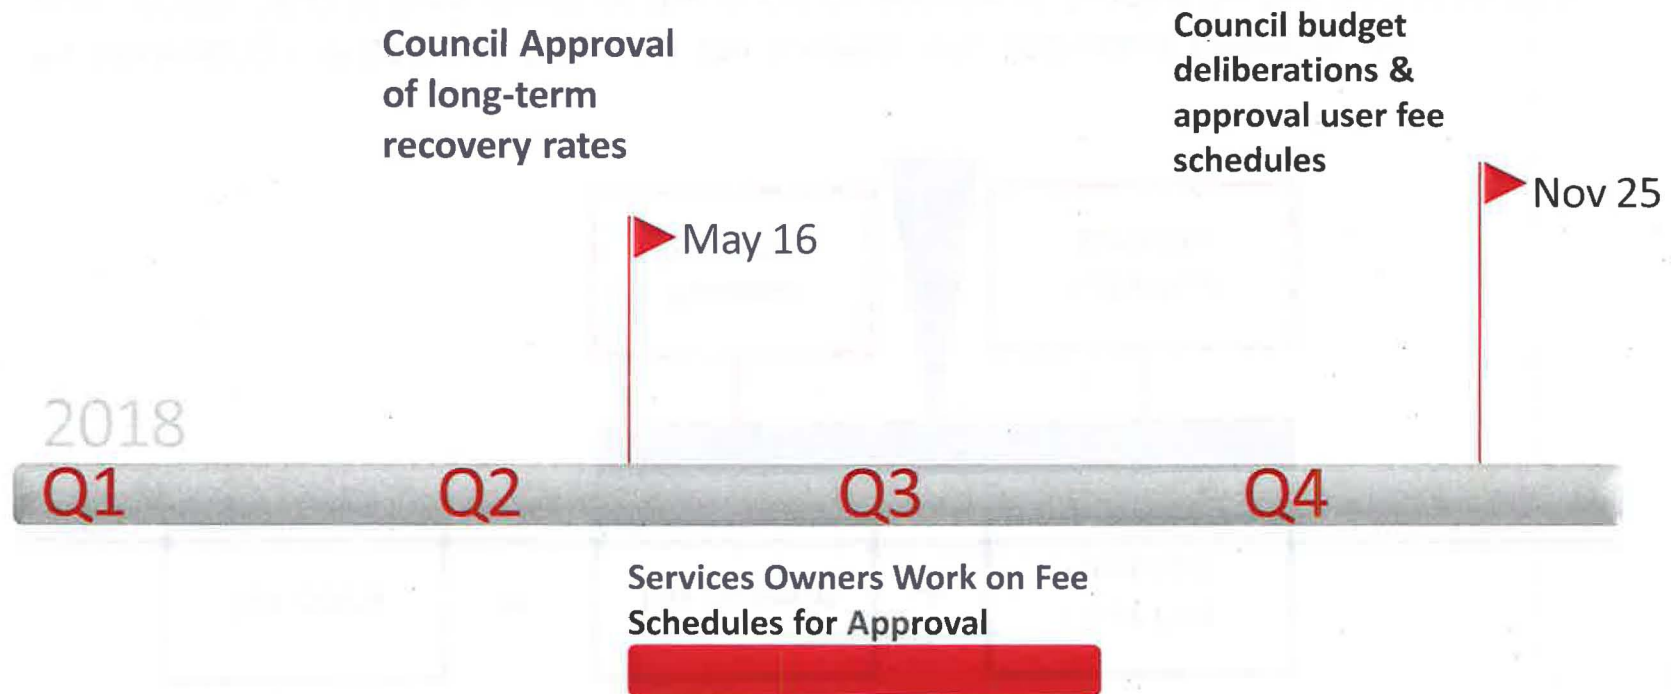 Council Approval
of long-term
recovery rates
Council budget
deliberations &
approval user fee
schedules
May 16
Nov 25
2018
Q1 Q2 Q3 Q4
Services Owners Work on Fee
Schedules for Approval